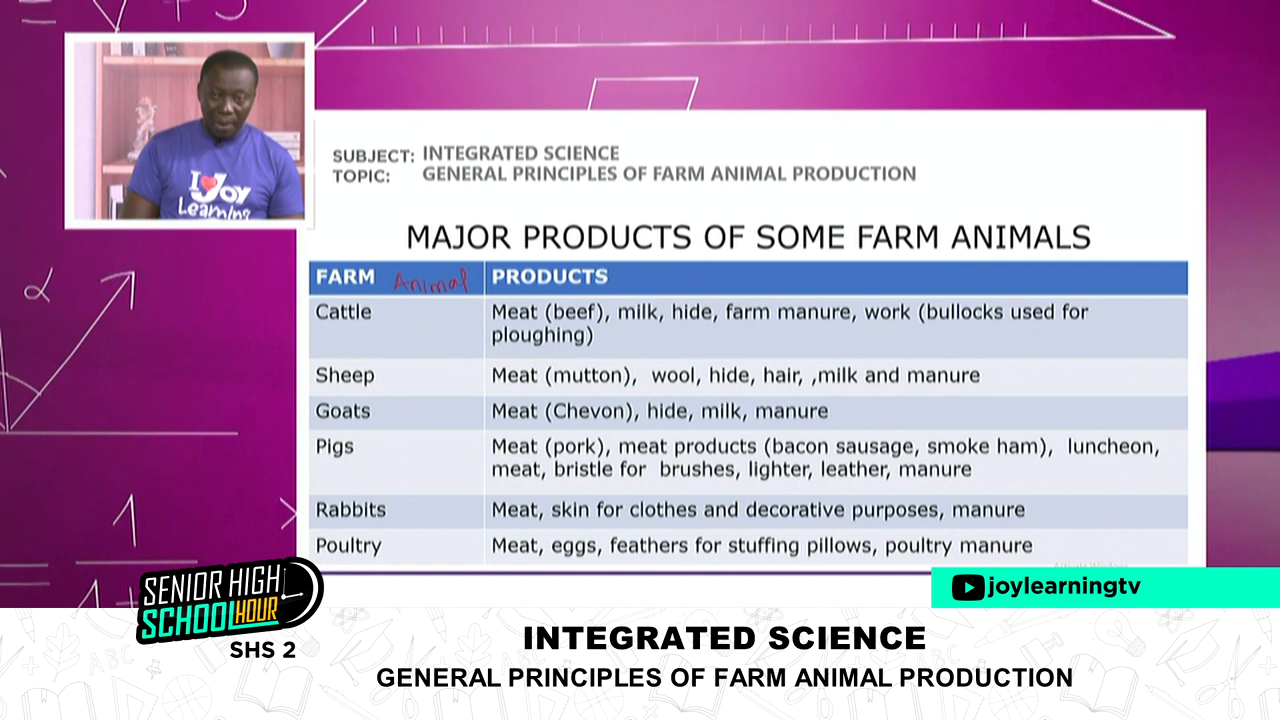 I ♥ Joy
Learning
SUBJECT: INTEGRATED SCIENCE
TOPIC: GENERAL PRINCIPLES OF FARM ANIMAL PRODUCTION
MAJOR PRODUCTS OF SOME FARM ANIMALS
FARM Animal PRODUCTS
Cattle Meat (beef), milk, hide, farm manure, work (bullocks used for
ploughing)
Sheep Meat (mutton), wool, hide, hair, ,milk and manure
Goats Meat (Chevon), hide, milk, manure
Pigs Meat (pork), meat products (bacon sausage, smoke ham), luncheon,
meat, bristle for brushes, lighter, leather, manure
Rabbits Meat, skin for clothes and decorative purposes, manure
Poultry Meat, eggs, feathers for stuffing pillows, poultry manure
α
1
4+
joylearningtv
SENIOR HIGH
SCHOOL HOUR
SHS 2
INTEGRATED SCIENCE
GENERAL PRINCIPLES OF FARM ANIMAL PRODUCTION